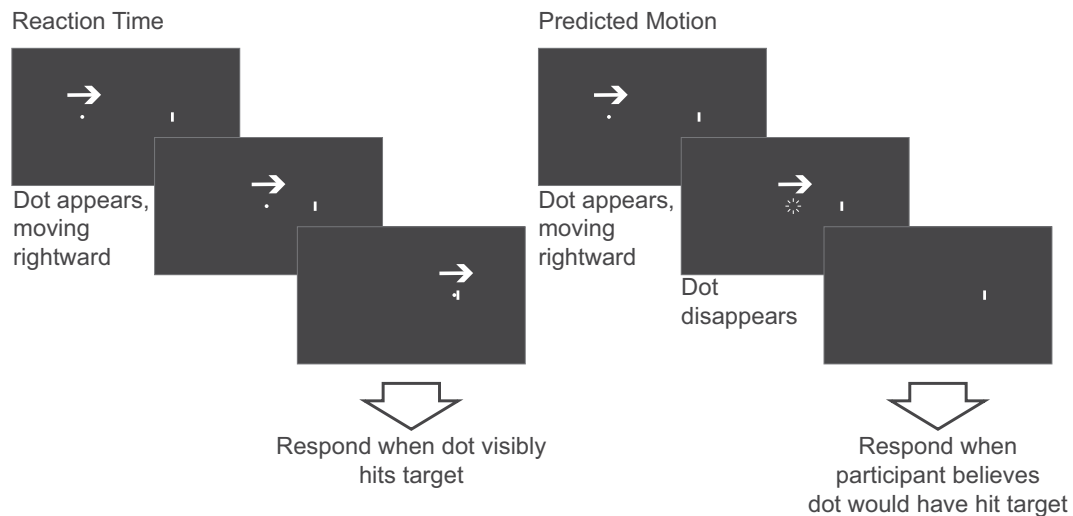 Reaction Time
Dot appears,
moving
rightward
Respond when dot visibly
hits target
Predicted Motion
Dot appears,
moving
rightward
Dot
disappears
Respond when
participant believes
dot would have hit target